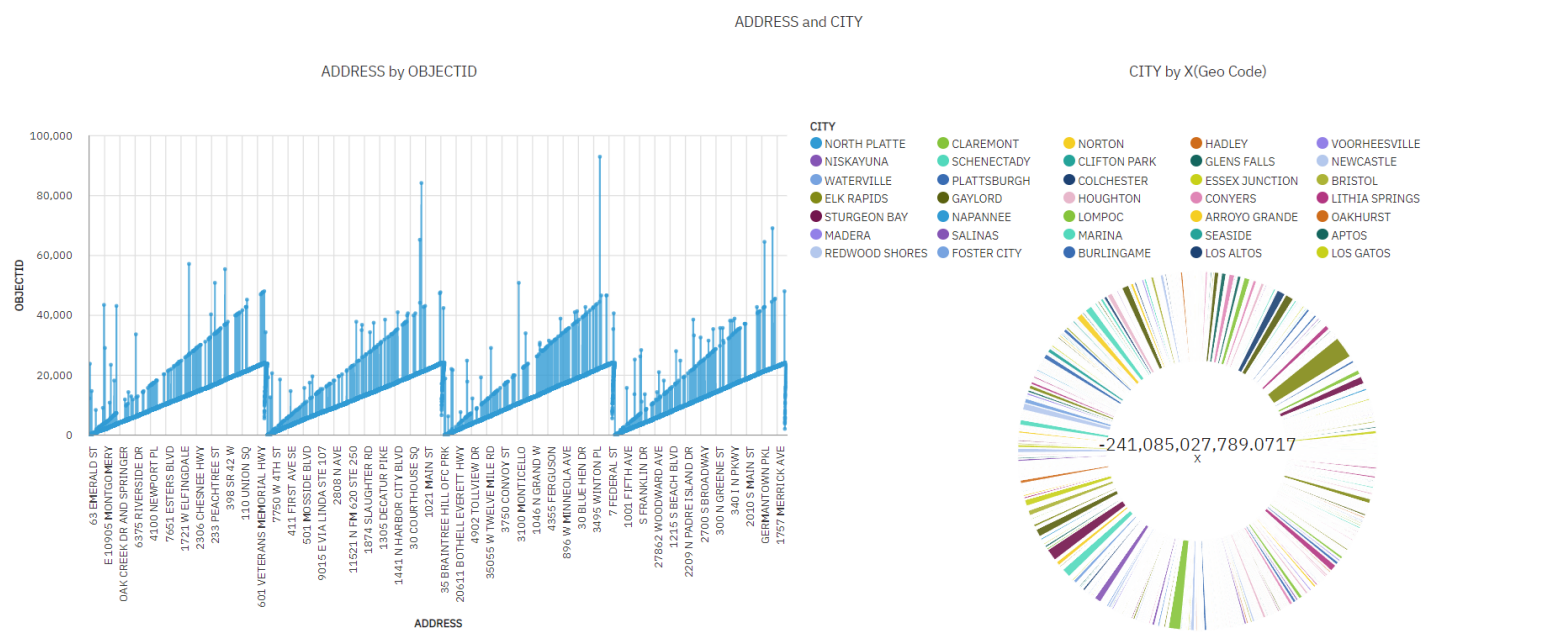 ADDRESS and CITY
ADDRESS by OBJECTID
OBJECTID
100,000
80,000
60,000
40,000
20,000
0
63 EMERALD ST
E 10905 MONTGOMERY
OAK CREEK DR AND SPRINGER
6375 RIVERSIDE DR
4100 NEWPORT PL
7651 ESTERS BLVD
1721 W ELFINGDALE
2306 CHESNEE HWY
233 PEACHTREE ST
398 SR 42 W
110 UNION SQ
601 VETERANS MEMORIAL HWY
7750 W 4TH ST
4411 FIRST AVE SE
501 MOSSIDE BLVD
9015 E VIA LINDA STE 107
2808 N AVE
11521 N FM 620 STE 250
1874 SLAUGHTER RD
1305 DECATUR PIKE
1441 N HARBOR CITY BLVD
30 COURTHOUSE SQ
1021 MAIN ST
35 BRAINTREE HILL OFC PRK
20611 BOTHELL EVERETT HWY
4902 TOLLVIEW DR
35055 W TWELVE MILE RD
3750 CONVOY ST
3100 MONTICELLO
1046 N GRAND W
4355 FERGUSON
896 W MINNEOLA AVE
30 BLUE HEN DR
3495 WINTON PL
7 FEDERAL ST
1001 FIFTH AVE
S FRANKLIN DR
27862 WOODWARD AVE
1215 S BEACH BLVD
2209 N PADRE ISLAND DR
2700 S BROADWAY
300 N GREENE ST
340 I N PKWY
2010 S MAIN ST
GERMANTOWN PKL
1757 MERRICK AVE
ADDRESS
CITY by X(Geo Code)
CITY
NORTH PLATTE CLAREMONT NORTON HADLEY VOORHEESVILLE
NISKAYUNA SCHENECTADY CLIFTON PARK GLENS FALLS NEWCASTLE
WATERVILLE PLATTSBURGH COLCHESTER ESSEX JUNCTION BRISTOL
ELK RAPIDS GAYLORD HOUGHTON CONYERS LITHIA SPRINGS
STURGEON BAY NAPANNEE LOMPOC ARROYO GRANDE OAKHURST
MADERA SALINAS MARINA SEASIDE APTOS
REDWOOD SHORES FOSTER CITY BURLINGAME LOS ALTOS LOS GATOS
-241,085,027,789.0717
X